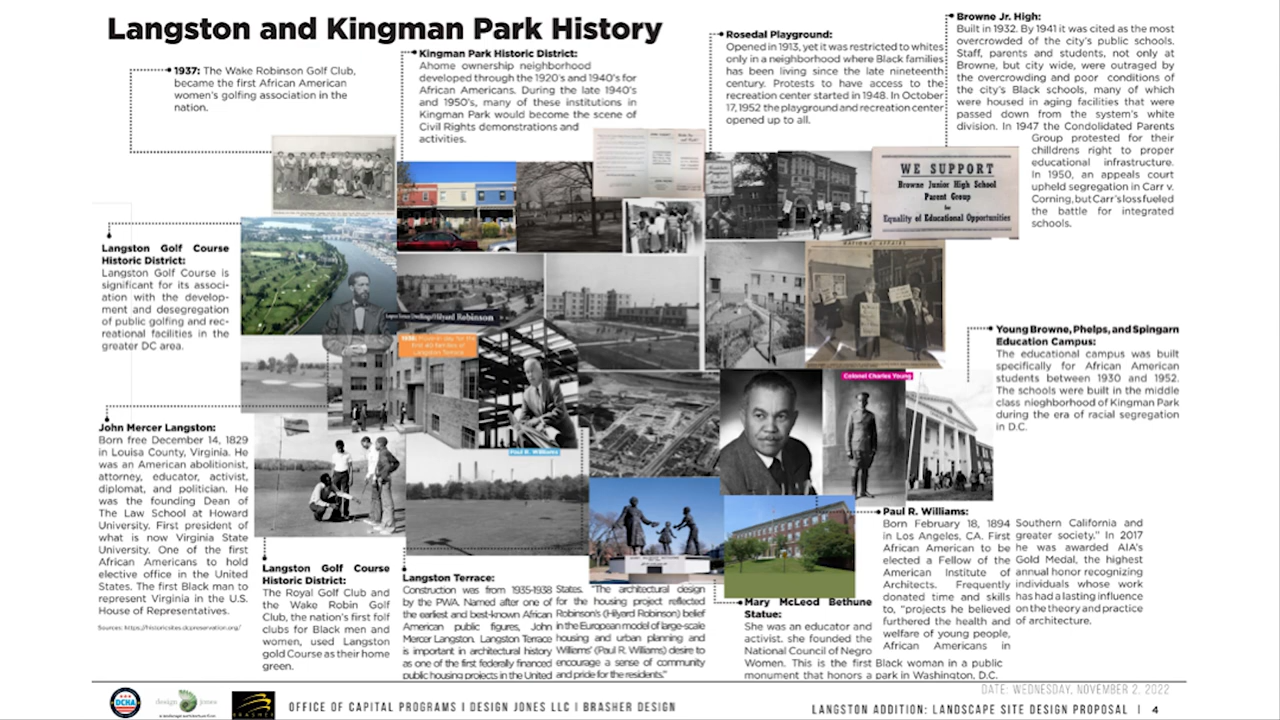 Langston and Kingman Park History
1937: The Wake Robinson Golf Club,
became the first African American
women's golfing association in the
nation.
Kingman Park Historic District:
Ahome ownership neighborhood
developed through the 1920's and 1940's for
African Americans. During the late 1940's
and 1950's, many of these institutions in
Kingman Park would become the scene of
Civil Rights demonstrations and
activities.
Rosedal Playground:
Opened in 1913, yet it was restricted to whites
only in a neighborhood where Black families
has been living since the late nineteenth
century. Protests to have access to the
recreation center started in 1948. In October
17, 1952 the playground and recreation center
opened up to all.
Browne Jr. High:
Built in 1932. By 1941 it was cited as the most
overcrowded of the city's public schools.
Staff, parents and students, not only at
Browne, but city wide, were outraged by
the overcrowding and poor conditions of
the city's Black schools, many of which
were housed in aging facilities that were
passed down from the system's white
division. In 1947 the Condolidated Parents
Group protested for their
childrens right to proper
educational infrastructure.
In 1950, an appeals court
upheld segregation in Carr v.
Corning, but Carr's loss fueled
the battle for integrated
schools.
WE SUPPORT
Browne Junior High School
Parent Group
for
Equality of Educational Opportunities
NATIONAL AFFAIRS
Langston Golf Course
Historic District:
Langston Golf Course is
significant for its associ-
ation with the develop-
ment and desegregation
of public golfing and rec-
reational facilities in the
greater DC area.
Langston Terrace Dwellings/Hilyard Robinson
1938: Move-in day for the
first 40 families of
Langston Terrace
Young Browne, Phelps, and Spingarn
Education Campus:
The educational campus was built
specifically for African American
students between 1930 and 1952.
The schools were built in the middle
class nioghborhood of Kingman Park
during the era of racial segregation
in D.C.
Colonel Charles Young
Paul R. Williams
John Mercer Langston:
Born free December 14, 1829
in Louisa County, Virginia. He
was an American abolitionist,
attorney, educator, activist,
diplomat, and politician. He
was the founding Dean of
The Law School at Howard
University. First president of
what is now Virginia State
University. One of the first
African Americans to hold
elective office in the United
States. The first Black man to
represent Virginia in the U.S.
House of Representatives.
Sources: https://historicsites.dcpreservation.org/
Langston Golf Course
Historic District:
The Royal Golf Club and
the Wake Robin Golf
Club, the nation's first folf
clubs for Black men and
women, used Langston
gold Course as their home
green.
Langston Terrace:
Construction was from 1935-1938
by the PWA. Named after one of
the earliest and best-known African
American public figures, John
Mercer Langston. Langston Terrace
is important in architectural history
as one of the first federally financed
public housing projects in the United
States. "The architectural design
for the housing project reflected
Robinson's (Hilyard Robinson) belief
in the European model of large-scale
housing and urban planning and
Williams' (Paul R. Williams) desire to
encourage a sense of community
and pride for the residents."
Mary McLeod Bethune
Statue:
She was an educator and
activist. she founded the
National Council of Negro
Women. This is the first Black woman in a public
monument that honors a park in Washington, D.C.
Paul R. Williams:
Born February 18, 1894
in Los Angeles, CA. First
African American to be
elected a Fellow of the
American Institute of
Architects. Frequently
donated time and skills
to, "projects he believed
furthered the health and
welfare of young people,
African Americans in
Southern California and
greater society." In 2017
he was awarded AIA's
Gold Medal, the highest
annual honor recognizing
individuals whose work
has had a lasting influence
on the theory and practice
of architecture.
DCHA
design jones
BRASHER
OFFICE OF CAPITAL PROGRAMS I DESIGN JONES LLC I BRASHER DESIGN
DATE: WEDNESDAY, NOVEMBER 2, 2022
LANGSTON ADDITION: LANDSCAPE SITE DESIGN PROPOSAL | 4